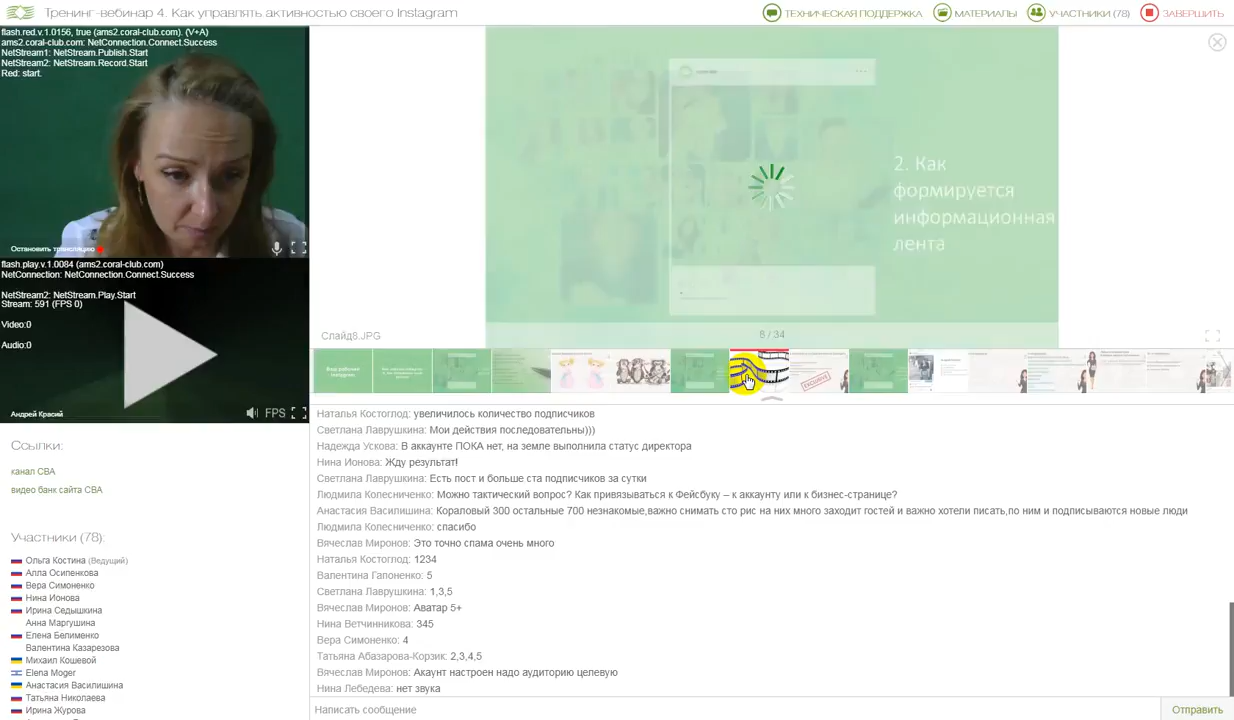 Тренинг-вебинар 4. Как управлять активностью своего Instagram
ТЕХНИЧЕСКАЯ ПОДДЕРЖКА
МАТЕРИАЛЫ
УЧАСТНИКИ (78)
ЗАВЕРШИТЬ
flash.red.v.1.0156, true (ams2.coral-club.com). (V+A)
ams2.coral-club.com: NetConnection.Connect.Success
NetStream1: NetStream.Publish.Start
NetStream2: NetStream.Record.Start
Red: start.
Остановить трансляцию
2. Как
формируется
информационная
лента
Слайд8.JPG
8 / 34
flash.play.v.1.0084 (ams2.coral-club.com)
NetConnection: NetConnection.Connect.Success
NetStream2: NetStream.Play.Start
Stream: 591 (FPS 0)
Video:0
Audio:0
Андрей Красий
FPS
EXCLUSIVE
Ссылки:
канал СВА
видео банк сайта СВА
Участники (78):
Ольга Костина (Ведущий)
Алла Осипенкова
Вера Симоненко
Нина Ионова
Ирина Седышкина
Анна Маргушина
Елена Белименко
Валентина Казарезова
Михаил Кошевой
Elena Moger
Анастасия Василишина
Татьяна Николаева
Ирина Журова
Наталья Костоглод: увеличилось количество подписчиков
Светлана Лаврушкина: Мои действия последовательны)))
Надежда Ускова: В аккаунте ПОКА нет, на земле выполнила статус директора
Нина Ионова: Жду результат!
Светлана Лаврушкина: Есть пост и больше ста подписчиков за сутки
Людмила Колесниченко: Можно тактический вопрос? Как привязываться к Фейсбуку – к аккаунту или к бизнес-странице?
Анастасия Василишина: Кораловый 300 остальные 700 незнакомые,важно снимать сто рис на них много заходит гостей и важно хотели писать,по ним и подписываются новые люди
Людмила Колесниченко: спасибо
Вячеслав Миронов: Это точно спама очень много
Наталья Костоглод: 1234
Валентина Гапоненко: 5
Светлана Лаврушкина: 1,3,5
Вячеслав Миронов: Аватар 5+
Нина Ветчинникова: 345
Вера Симоненко: 4
Татьяна Абазарова-Корзик: 2,3,4,5
Вячеслав Миронов: Акаунт настроен надо аудиторию целевую
Нина Лебедева: нет звука
Написать сообщение
Отправить